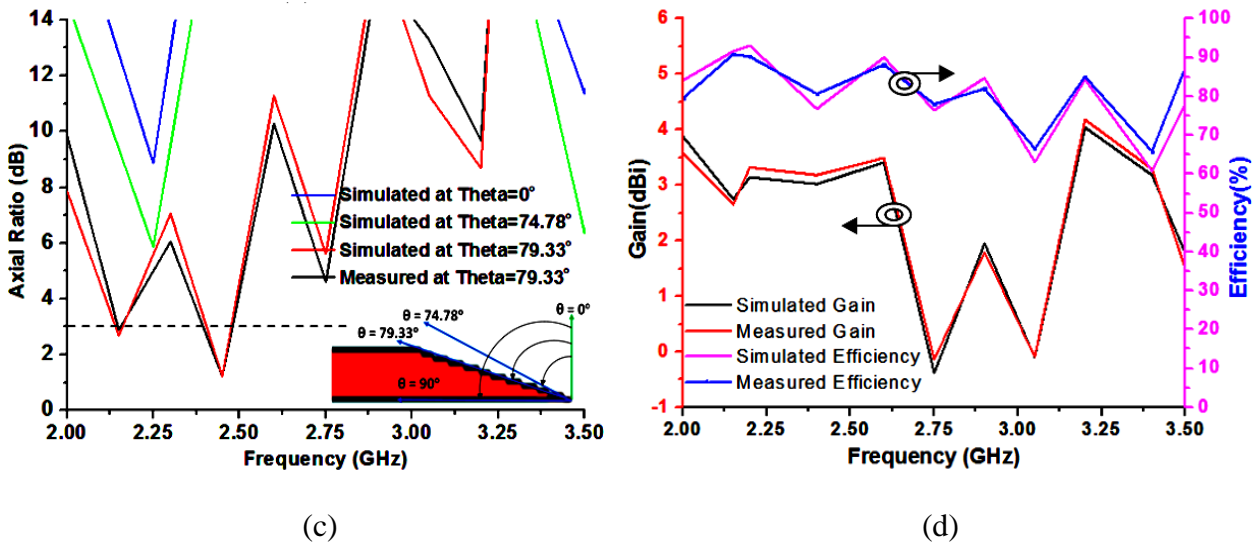 14
12
10
8
6
4
2
0
Axial Ratio (dB)
Simulated at Theta=0°
Simulated at Theta=74.78°
Simulated at Theta=79.33°
Measured at Theta=79.33°
θ = 0°
θ = 74.78°
θ = 79.33°
θ = 90°
2.00 2.25 2.50 2.75 3.00 3.25 3.50
Frequency (GHz)
(c)
6
5
4
3
2
1
0
-1
Gain(dBi)
100
90
80
70
60
50
40
30
20
10
0
Efficiency(%)
Simulated Gain
Measured Gain
Simulated Efficiency
Measured Efficiency
2.00 2.25 2.50 2.75 3.00 3.25 3.50
Frequency (GHz)
(d)